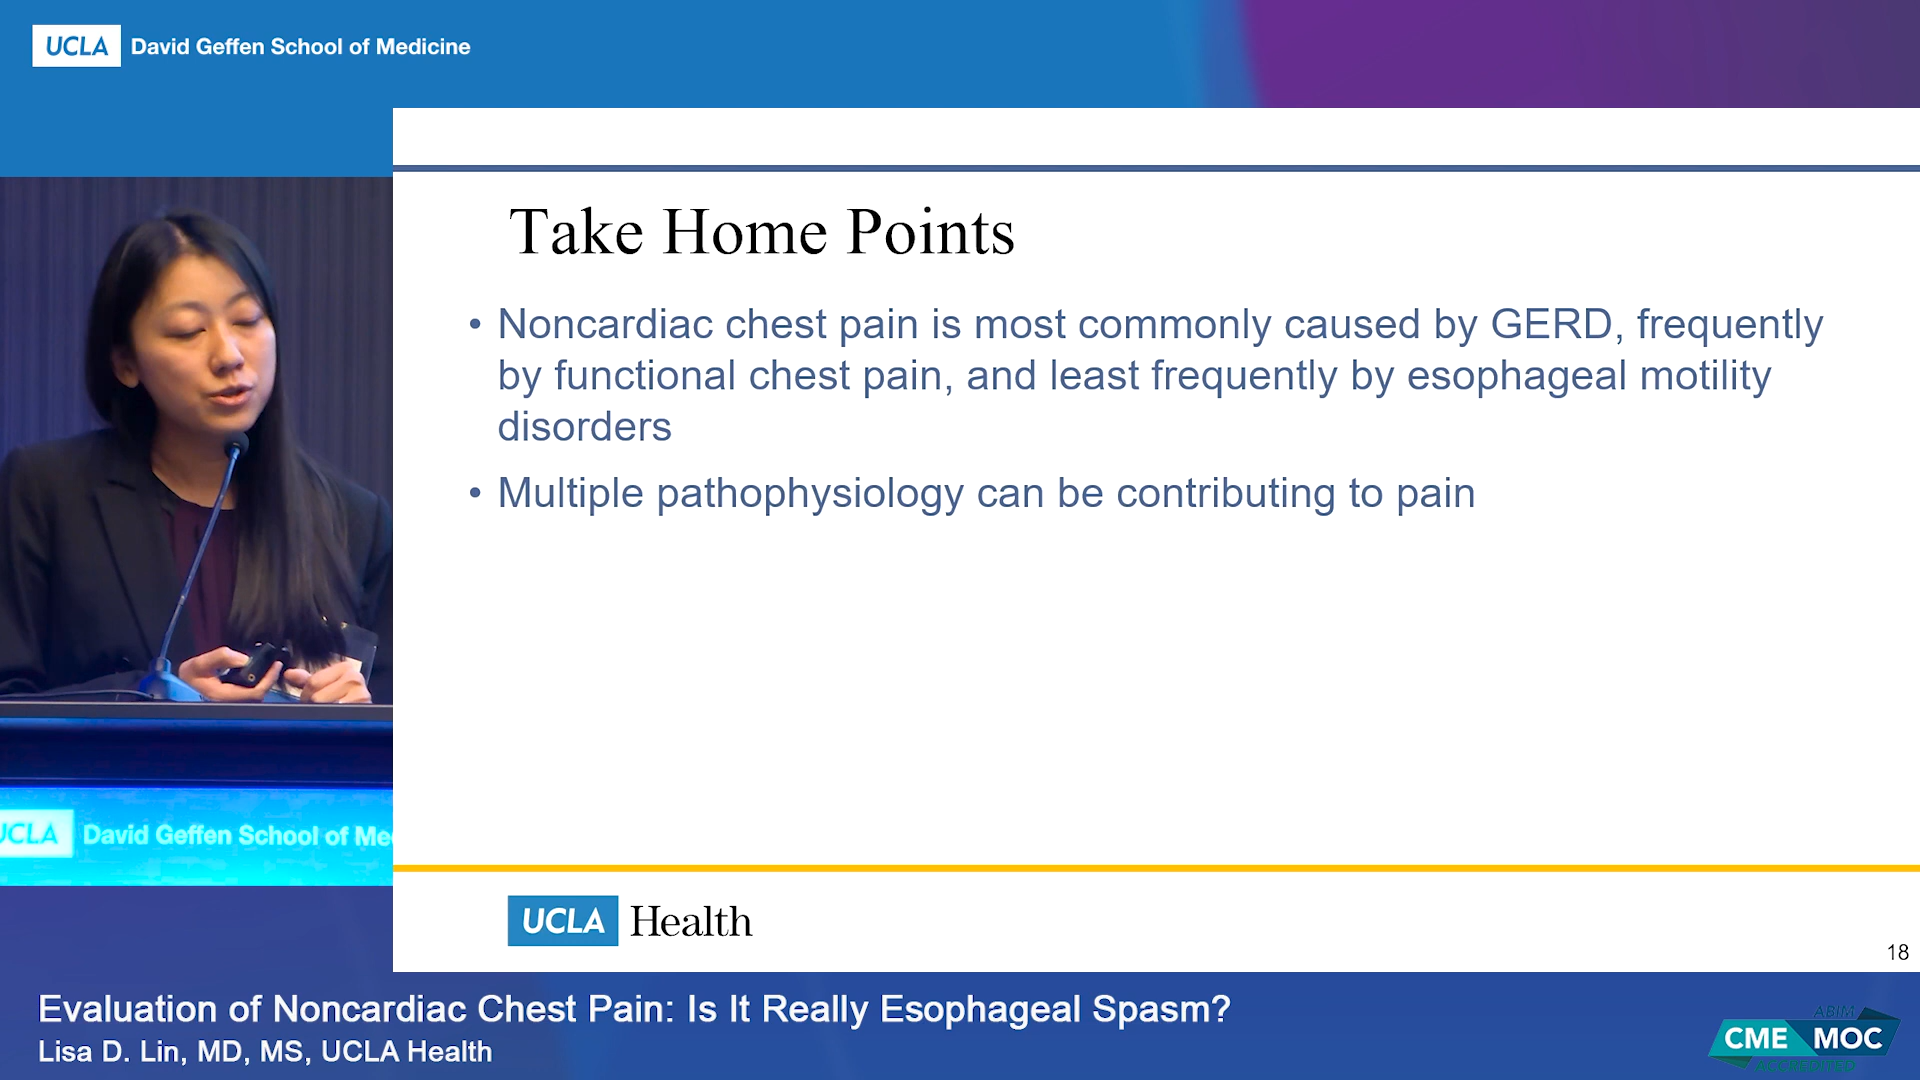 UCLA David Geffen School of Medicine
Take Home Points
• Noncardiac chest pain is most commonly caused by GERD, frequently
by functional chest pain, and least frequently by esophageal motility
disorders
• Multiple pathophysiology can be contributing to pain
UCLA David Geffen School of Me
UCLA Health
18
Evaluation of Noncardiac Chest Pain: Is It Really Esophageal Spasm?
Lisa D. Lin, MD, MS, UCLA Health
ABIM
CME MOC
ACCREDITED